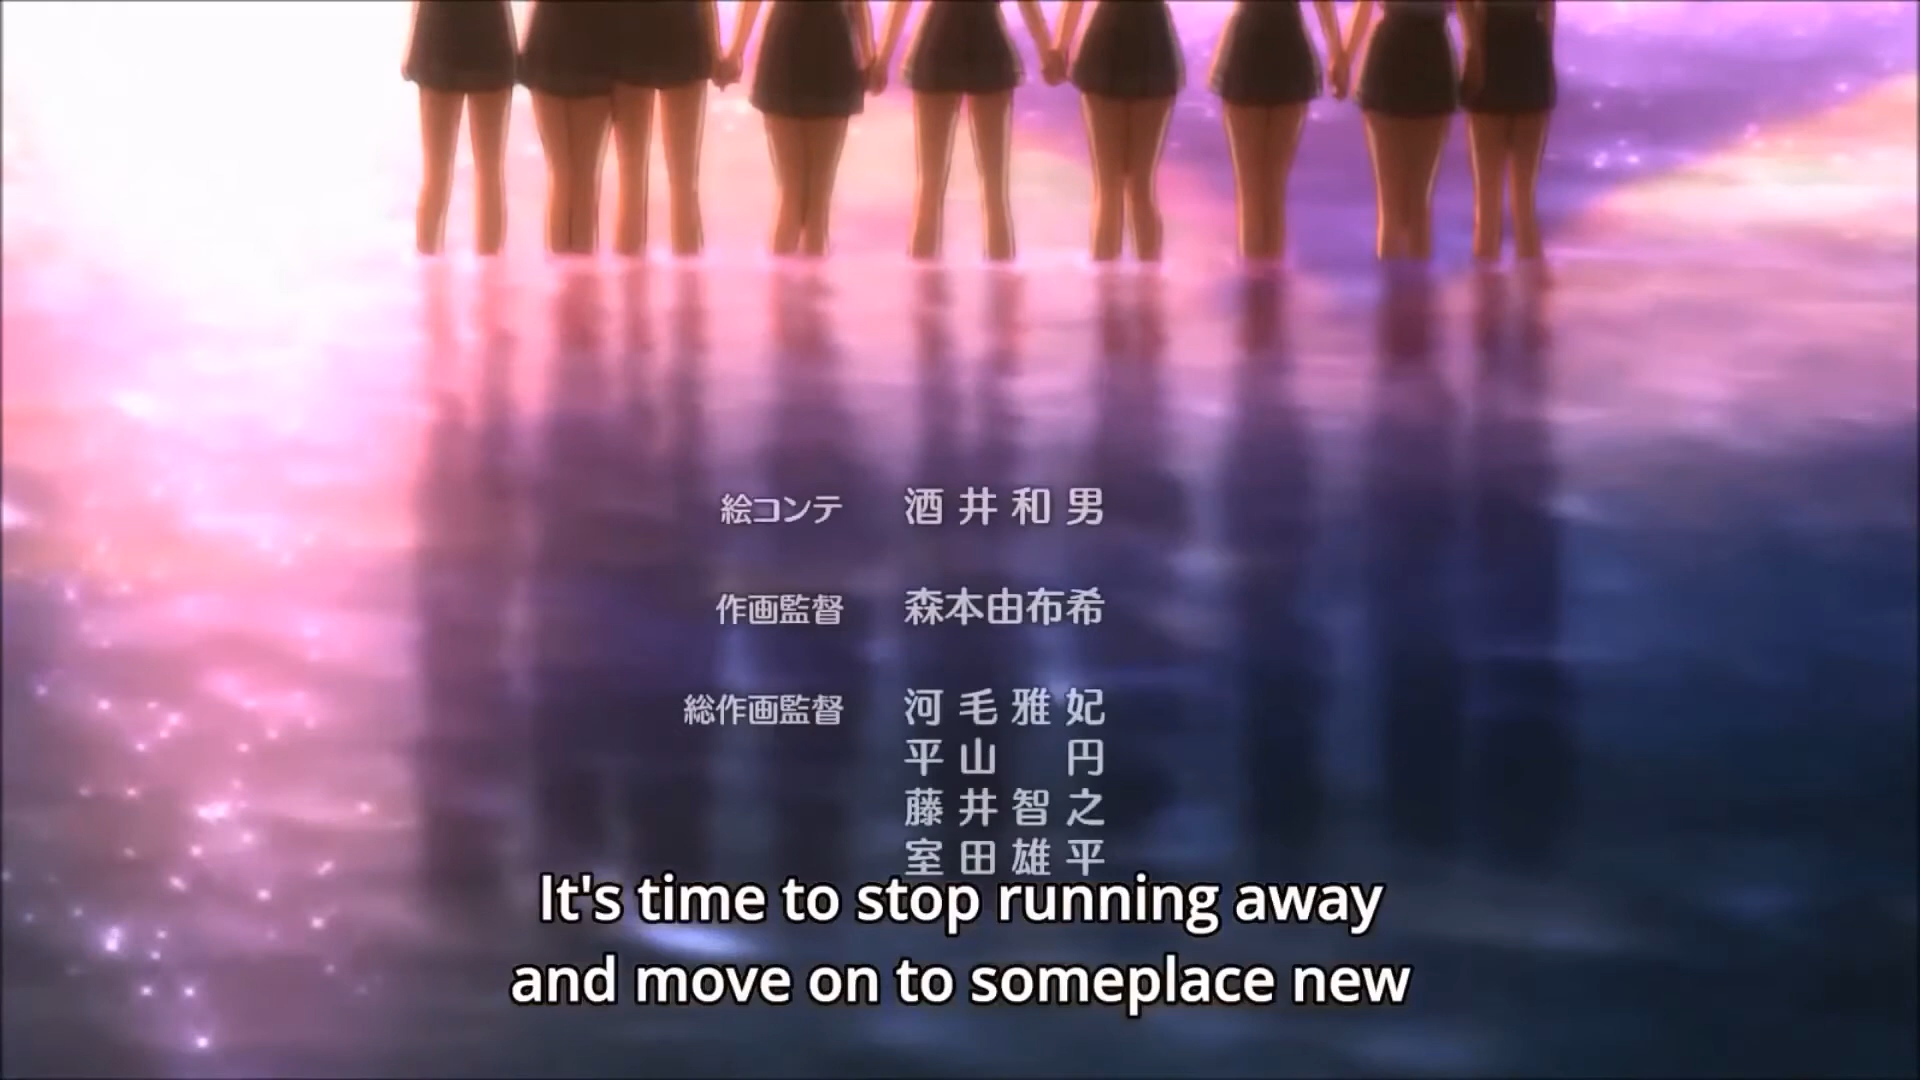 絵コンテ 酒井和男
作画監督 森本由布希
総作画監督 河毛雅妃
平山 円
藤井智之
室田雄平
It's time to stop running away
and move on to someplace new